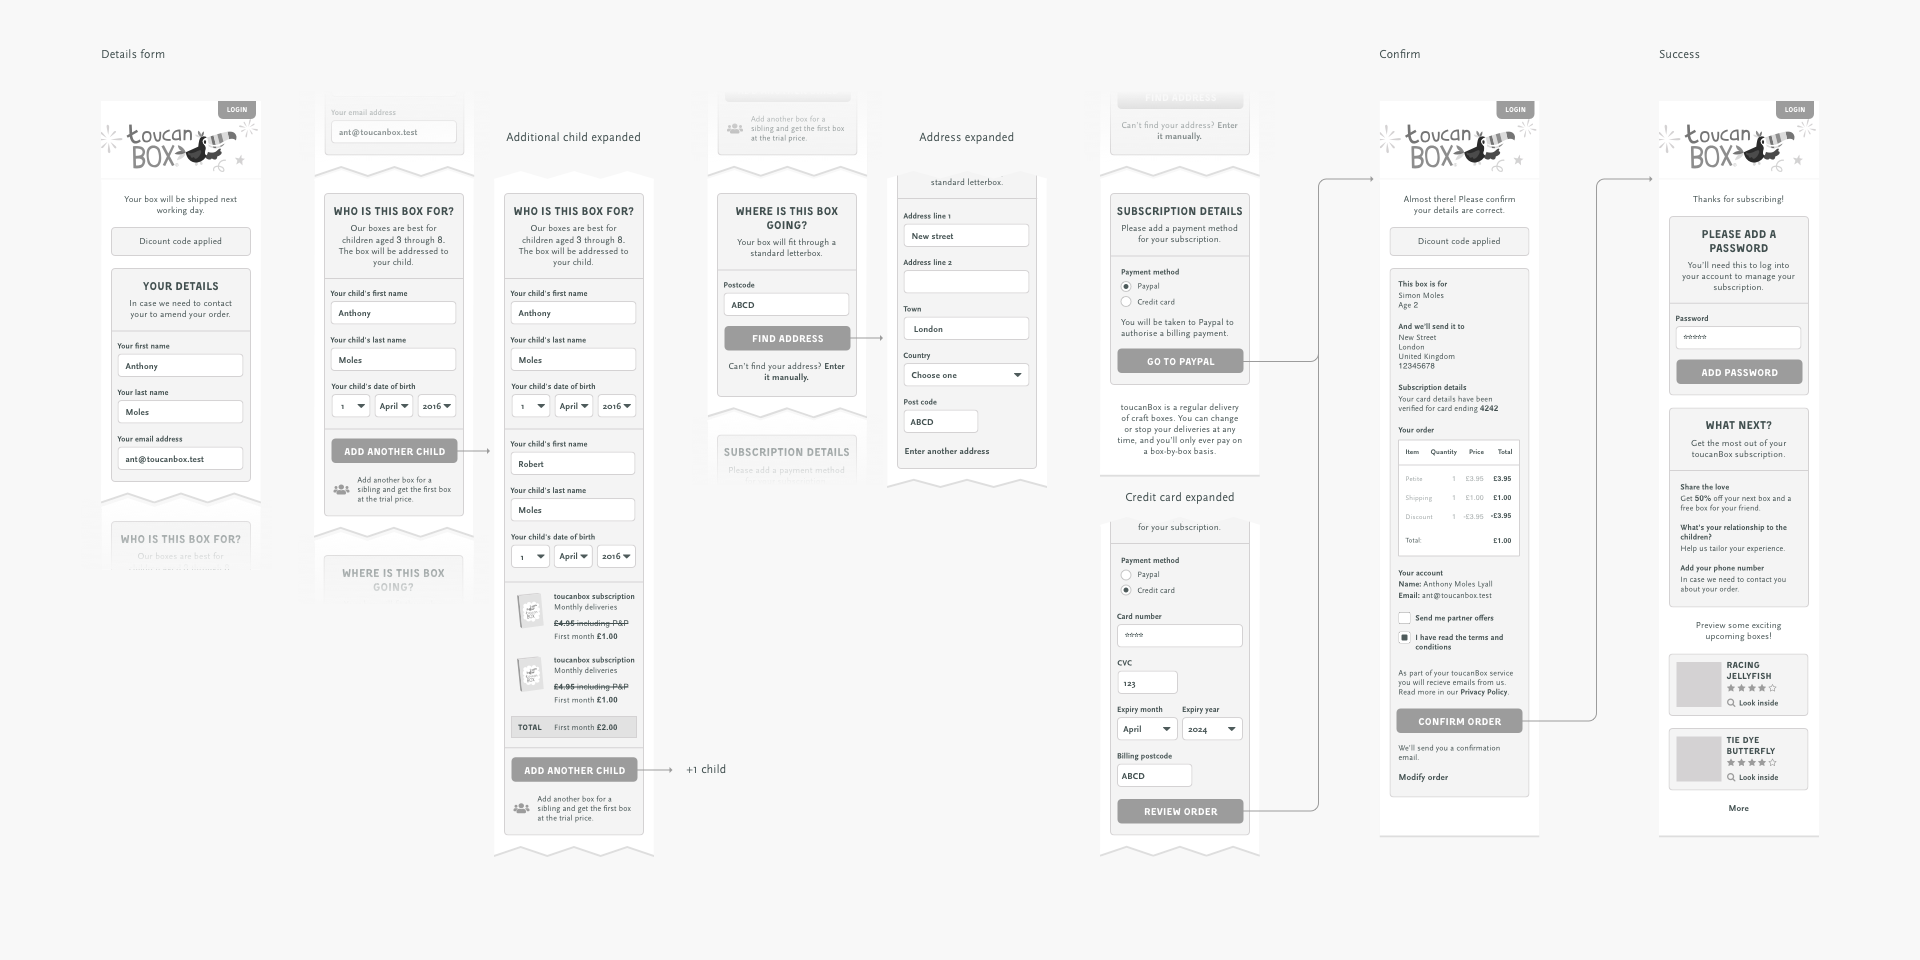 Details form
LOGIN
toucan
BOX
Your box will be shipped next
working day.
Dicount code applied
YOUR DETAILS
In case we need to contact
your to amend your order.
Your first name
Anthony
Your last name
Moles
Your email address
ant@toucanbox.test
WHO IS THIS BOX FOR?
Our boxes are best for
Your email address
ant@toucanbox.test
WHO IS THIS BOX FOR?
Our boxes are best for
children aged 3 through 8.
The box will be addressed to
your child.
Your child's first name
Anthony
Your child's last name
Moles
Your child's date of birth
1 April 2016
ADD ANOTHER CHILD
Add another box for a
sibling and get the first box
at the trial price.
WHERE IS THIS BOX
GOING?
Additional child expanded
WHO IS THIS BOX FOR?
Our boxes are best for
children aged 3 through 8.
The box will be addressed to
your child.
Your child's first name
Anthony
Your child's last name
Moles
Your child's date of birth
1 April 2016
Your child's first name
Robert
Your child's last name
Moles
Your child's date of birth
1 April 2016
toucanbox subscription
Monthly deliveries
£4.95 including P&P
First month £1.00
toucanbox subscription
Monthly deliveries
£4.95 including P&P
First month £1.00
TOTAL First month £2.00
ADD ANOTHER CHILD
+1 child
Add another box for a
sibling and get the first box
at the trial price.
Add another box for a
sibling and get the first box
at the trial price.
WHERE IS THIS BOX
GOING?
Your box will fit through a
standard letterbox.
Postcode
ABCD
FIND ADDRESS
Can't find your address? Enter
it manually.
SUBSCRIPTION DETAILS
Please add a payment method
Address expanded
standard letterbox.
Address line 1
New street
Address line 2
Town
London
Country
Choose one
Post code
ABCD
Enter another address
FIND ADDRESS
Can't find your address? Enter
it manually.
SUBSCRIPTION DETAILS
Please add a payment method
for your subscription.
Payment method
Paypal
Credit card
You will be taken to Paypal to
authorise a billing payment.
GO TO PAYPAL
toucanBox is a regular delivery
of craft boxes. You can change
or stop your deliveries at any
time, and you'll only ever pay on
a box-by-box basis.
Credit card expanded
for your subscription.
Payment method
Paypal
Credit card
Card number
****
CVC
123
Expiry month Expiry year
April 2024
Billing postcode
ABCD
REVIEW ORDER
Confirm
LOGIN
toucan
BOX
Almost there! Please confirm
your details are correct.
Dicount code applied
This box is for
Simon Moles
Age 2
And we'll send it to
New Street
London
United Kingdom
12345678
Subscription details
Your card details have been
verified for card ending 4242
Your order
Item Quantity Price Total
Petite 1 £3.95 £3.95
Shipping 1 £1.00 £1.00
Discount 1 -£3.95 -£3.95
Total: £1.00
Your account
Name: Anthony Moles Lyall
Email: ant@toucanbox.test
Send me partner offers
I have read the terms and
conditions
As part of your toucanBox service
you will recieve emails from us.
Read more in our Privacy Policy.
CONFIRM ORDER
We'll send you a confirmation
email.
Modify order
Success
LOGIN
toucan
BOX
Thanks for subscribing!
PLEASE ADD A
PASSWORD
You'll need this to log into
your account to manage your
subscription.
Password
*****
ADD PASSWORD
WHAT NEXT?
Get the most out of your
toucanBox subscription.
Share the love
Get 50% off your next box and a
free box for your friend.
What's your relationship to the
children?
Help us tailor your experience.
Add your phone number
In case we need to contact you
about your order.
Preview some exciting
upcoming boxes!
RACING
JELLYFISH
Look inside
TIE DYE
BUTTERFLY
Look inside
More